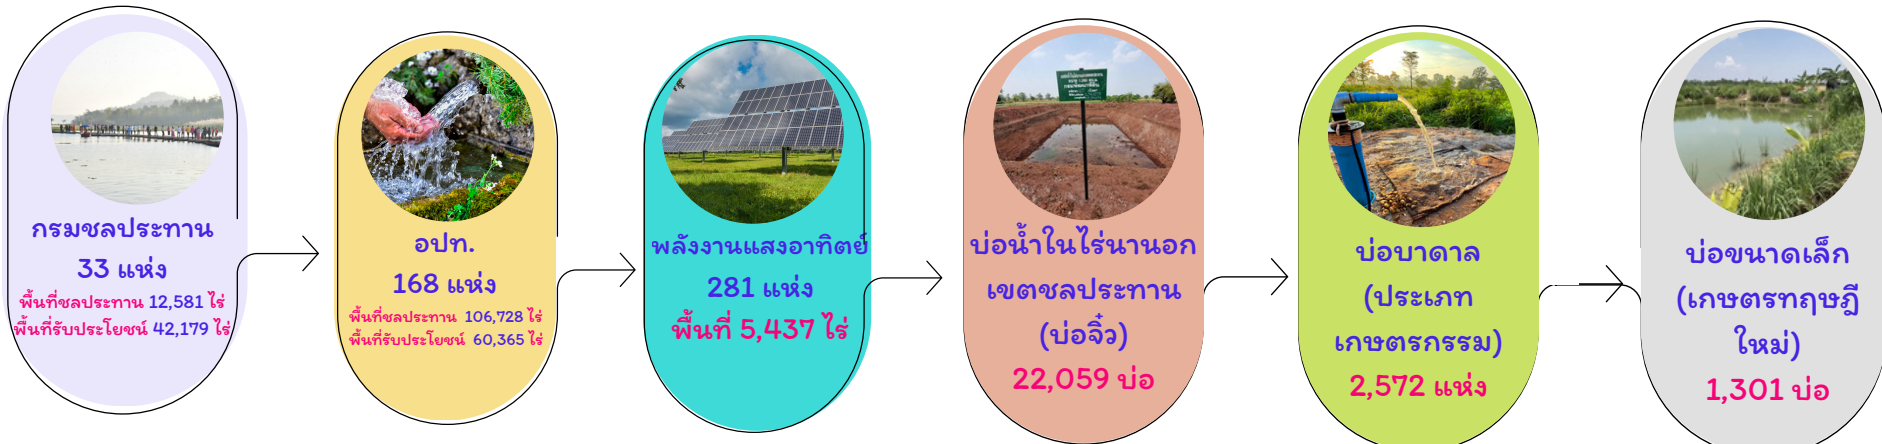 กรมชลประทาน
33 แห่ง
พื้นที่ชลประทาน 12,581 ไร่
พื้นที่รับประโยชน์ 42,179 ไร่
อปท.
168 แห่ง
พื้นที่ชลประทาน 106,728 ไร่
พื้นที่รับประโยชน์ 60,365 ไร่
พลังงานแสงอาทิตย์
281 แห่ง
พื้นที่ 5,437 ไร่
บ่อน้ำในไร่นานอก
เขตชลประทาน
(บ่อจิ๋ว)
22,059 บ่อ
บ่อบาดาล
(ประเภท
เกษตรกรรม)
2,572 แห่ง
บ่อขนาดเล็ก
(เกษตรทฤษฎี
ใหม่)
1,301 บ่อ